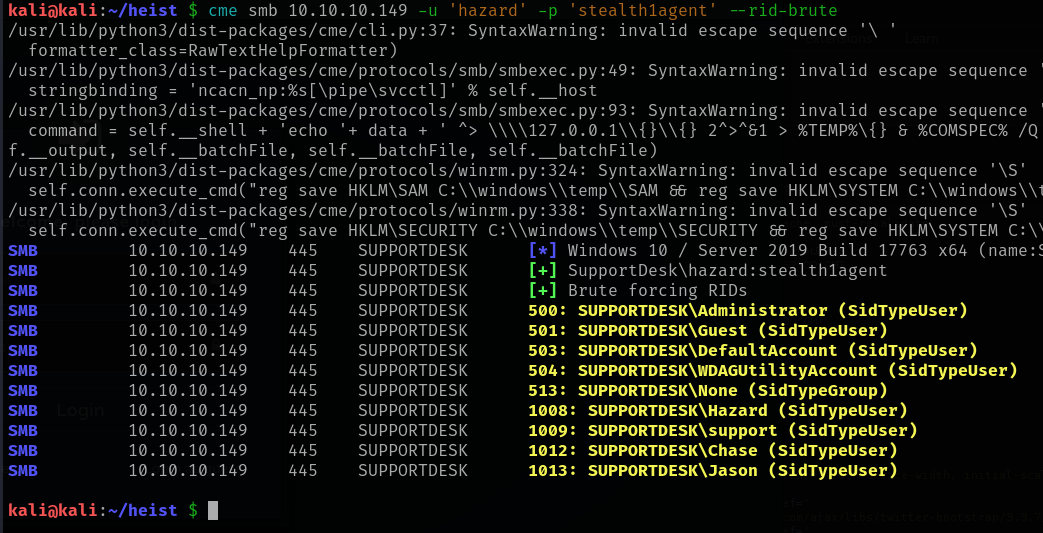 kali@kali:~/heist $ cme smb 10.10.10.149 -u 'hazard' -p 'stealth1agent' --rid-brute
/usr/lib/python3/dist-packages/cme/cli.py:37: SyntaxWarning: invalid escape sequence '\ '
  formatter_class=RawTextHelpFormatter)
/usr/lib/python3/dist-packages/cme/protocols/smb/smbexec.py:49: SyntaxWarning: invalid escape sequence '
  stringbinding = 'ncacn_np:%s[\pipe\svcctl]' % self.__host
/usr/lib/python3/dist-packages/cme/protocols/smb/smbexec.py:93: SyntaxWarning: invalid escape sequence '
  command = self.__shell + 'echo '+ data + ' ^> \\\\127.0.0.1\\{}\\{} 2^>^&1 > %TEMP%\{} & %COMSPEC% /Q
f.__output, self.__batchFile, self.__batchFile, self.__batchFile)
/usr/lib/python3/dist-packages/cme/protocols/winrm.py:324: SyntaxWarning: invalid escape sequence '\S'
  self.conn.execute_cmd("reg save HKLM\SAM C:\\windows\\temp\\SAM && reg save HKLM\SYSTEM C:\\windows\\t
/usr/lib/python3/dist-packages/cme/protocols/winrm.py:338: SyntaxWarning: invalid escape sequence '\S'
  self.conn.execute_cmd("reg save HKLM\SECURITY C:\\windows\\temp\\SECURITY && reg save HKLM\SYSTEM C:\\
SMB 10.10.10.149 445 SUPPORTDESK [*] Windows 10 / Server 2019 Build 17763 x64 (name:S
SMB 10.10.10.149 445 SUPPORTDESK [+] SupportDesk\hazard:stealth1agent
SMB 10.10.10.149 445 SUPPORTDESK [+] Brute forcing RIDs
SMB 10.10.10.149 445 SUPPORTDESK 500: SUPPORTDESK\Administrator (SidTypeUser)
SMB 10.10.10.149 445 SUPPORTDESK 501: SUPPORTDESK\Guest (SidTypeUser)
SMB 10.10.10.149 445 SUPPORTDESK 503: SUPPORTDESK\DefaultAccount (SidTypeUser)
SMB 10.10.10.149 445 SUPPORTDESK 504: SUPPORTDESK\WDAGUtilityAccount (SidTypeUser)
SMB 10.10.10.149 445 SUPPORTDESK 513: SUPPORTDESK\None (SidTypeGroup)
SMB 10.10.10.149 445 SUPPORTDESK 1008: SUPPORTDESK\Hazard (SidTypeUser)
Login
SMB 10.10.10.149 445 SUPPORTDESK 1009: SUPPORTDESK\support (SidTypeUser)
SMB 10.10.10.149 445 SUPPORTDESK 1012: SUPPORTDESK\Chase (SidTypeUser)
SMB 10.10.10.149 445 SUPPORTDESK 1013: SUPPORTDESK\Jason (SidTypeUser)
kali@kali:~/heist $